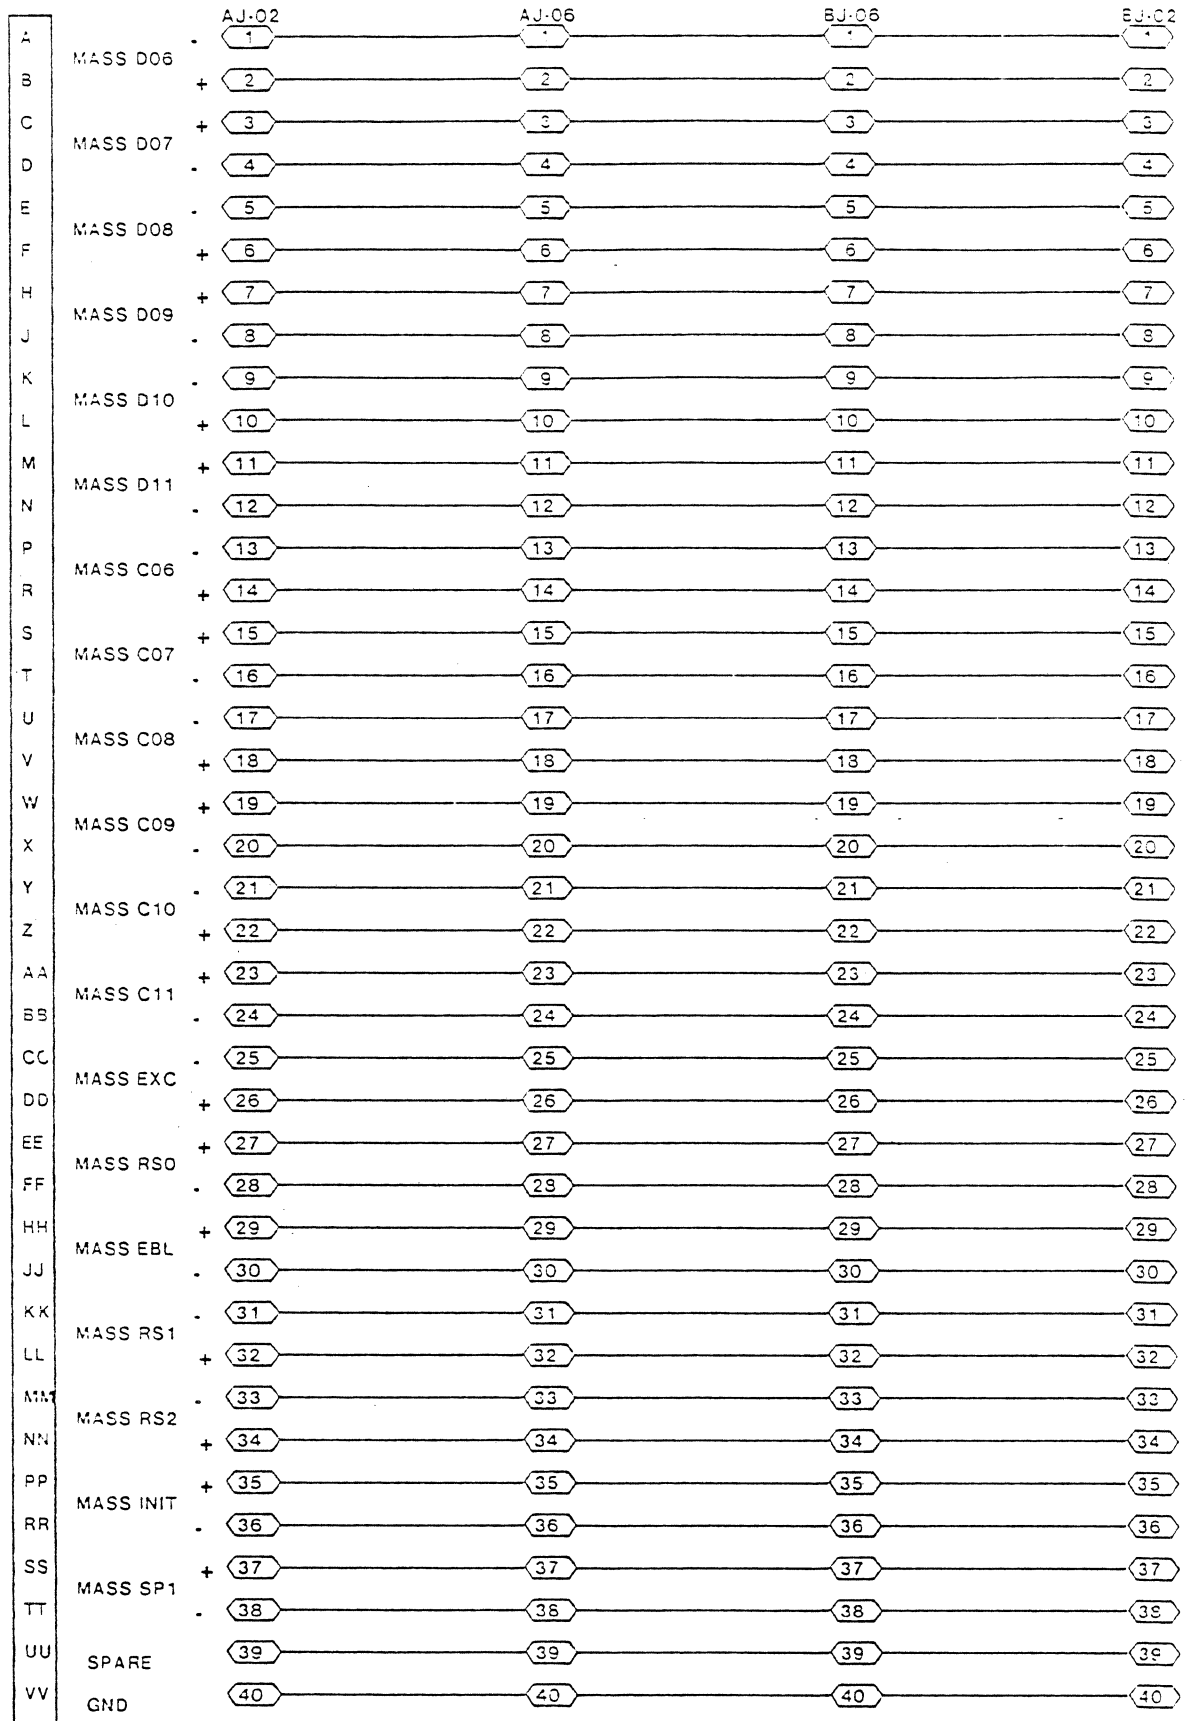 AJ-02 AJ-06 BJ-06 BJ-02
A - 1 1 1 1
MASS D06
B + 2 2 2 2
C + 3 3 3 3
MASS D07
D - 4 4 4 4
E - 5 5 5 5
MASS D08
F + 6 6 6 6
H + 7 7 7 7
MASS D09
J - 8 8 8 8
K - 9 9 9 9
MASS D10
L + 10 10 10 10
M + 11 11 11 11
MASS D11
N - 12 12 12 12
P - 13 13 13 13
MASS C06
R + 14 14 14 14
S + 15 15 15 15
MASS C07
T - 16 16 16 16
U - 17 17 17 17
MASS C08
V + 18 18 18 18
W + 19 19 19 19
MASS C09
X - 20 20 20 20
Y - 21 21 21 21
MASS C10
Z + 22 22 22 22
AA + 23 23 23 23
MASS C11
BB - 24 24 24 24
CC - 25 25 25 25
MASS EXC
DD + 26 26 26 26
EE + 27 27 27 27
MASS RS0
FF - 28 28 28 28
HH + 29 29 29 29
MASS EBL
JJ - 30 30 30 30
KK - 31 31 31 31
MASS RS1
LL + 32 32 32 32
MM - 33 33 33 33
MASS RS2
NN + 34 34 34 34
PP + 35 35 35 35
MASS INIT
RR - 36 36 36 36
SS + 37 37 37 37
MASS SP1
TT - 38 38 38 38
UU SPARE 39 39 39 39
VV GND 40 40 40 40